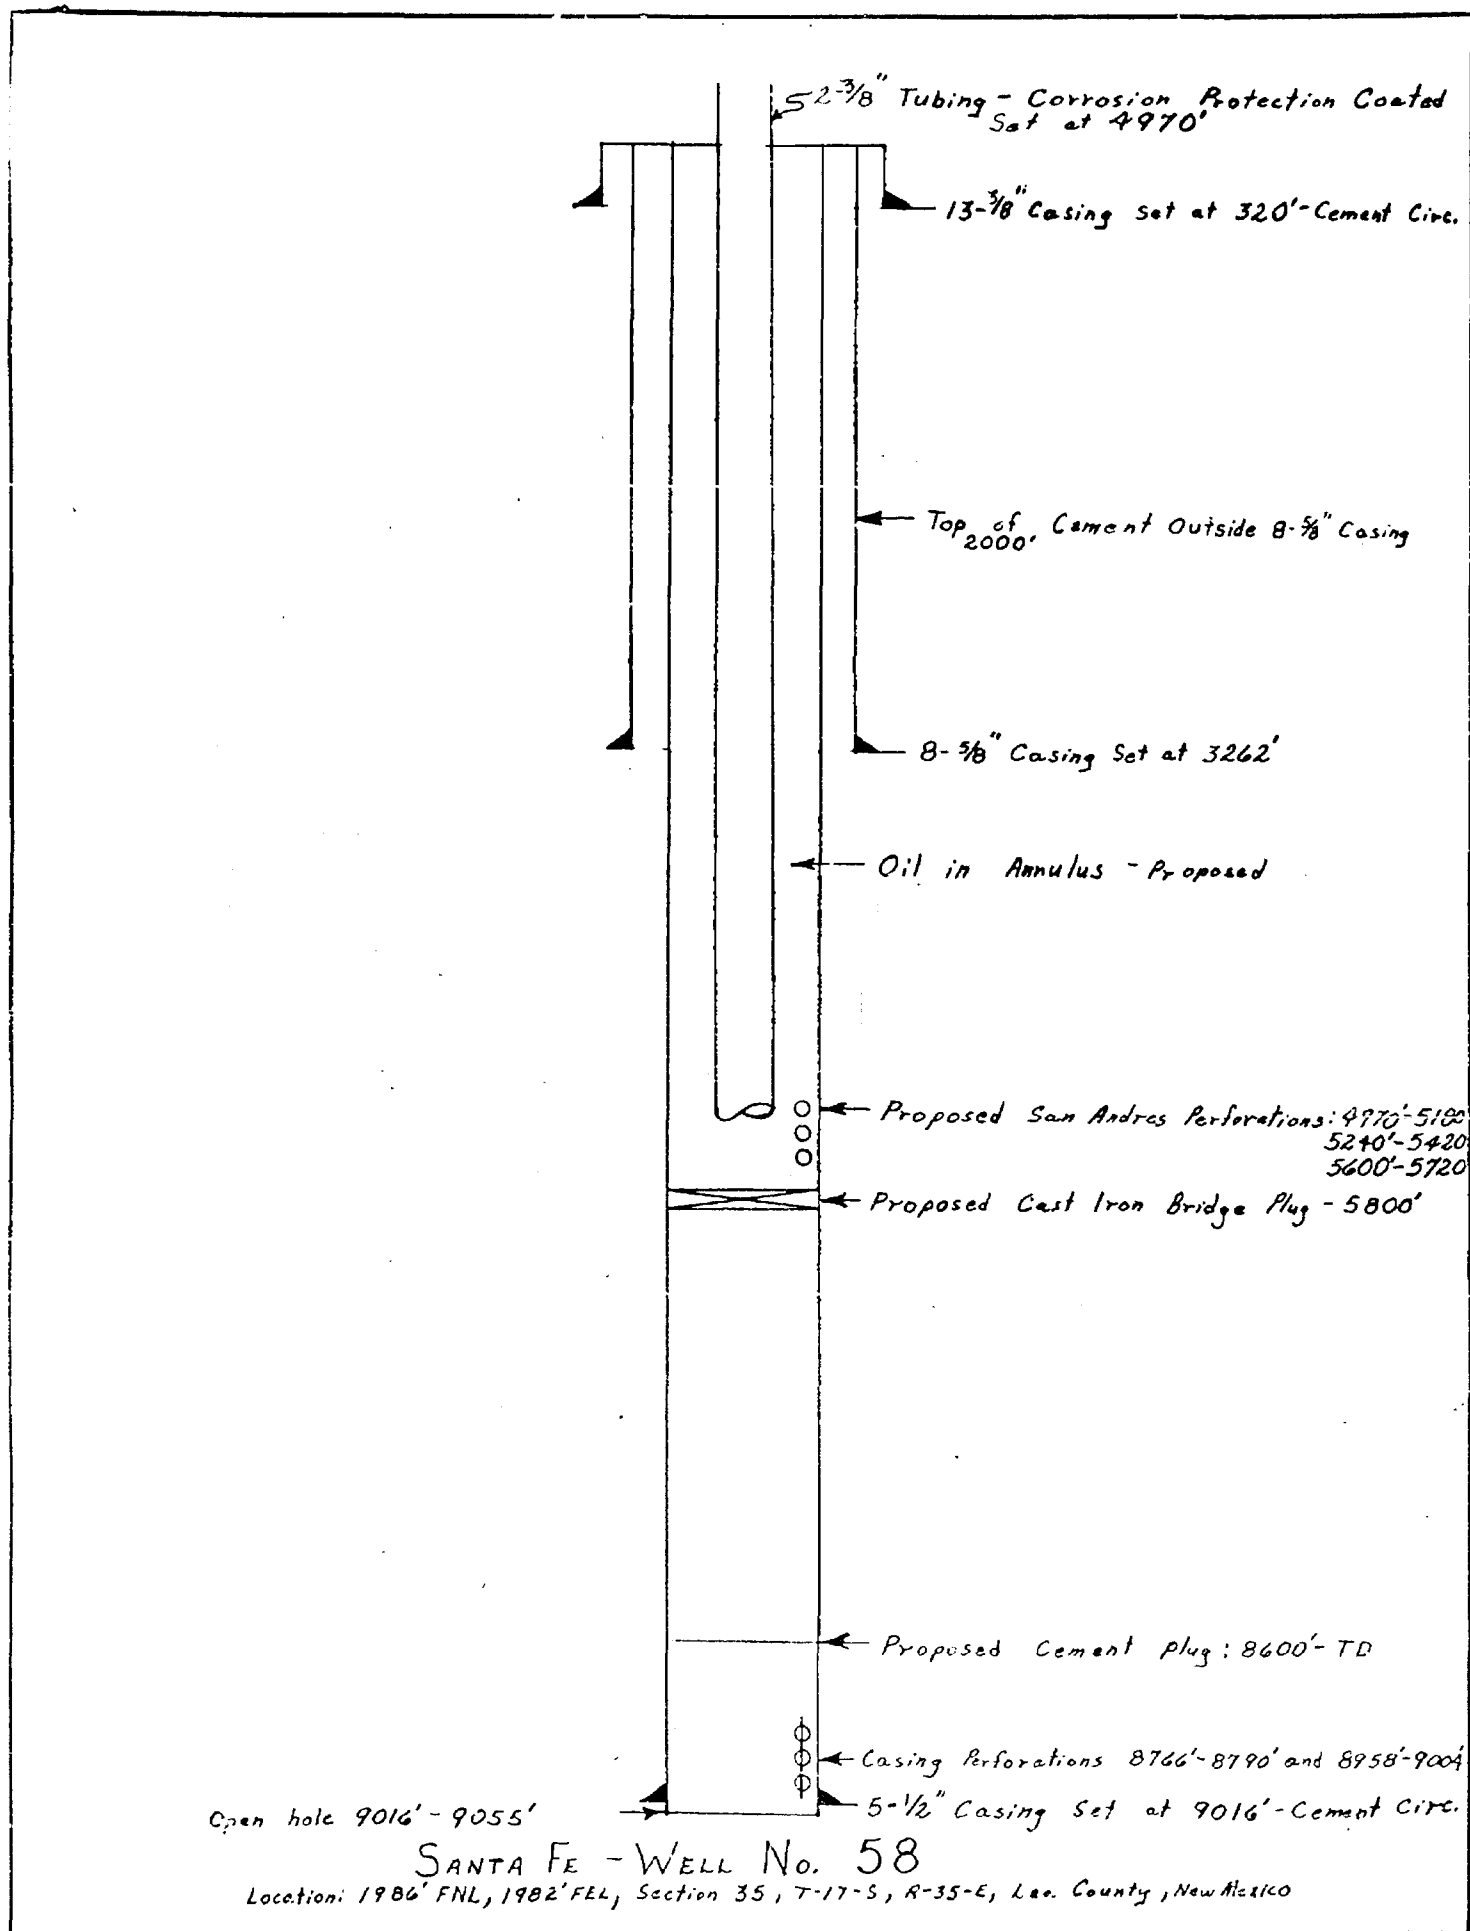 2-3/8" Tubing - Corrosion Protection Coated
Set at 4970'
13-3/8" Casing set at 320'-Cement Circ.
Top of Cement Outside 8-5/8" Casing
2000'
8-5/8" Casing Set at 3262'
Oil in Annulus - Proposed
Proposed San Andres Perforations: 4970'-5180'
5240'-5420'
5600'-5720'
Proposed Cast Iron Bridge Plug - 5800'
Proposed Cement plug: 8600'- TD
Casing Perforations 8766'-8790' and 8958'-9004'
5-1/2" Casing Set at 9016'-Cement Circ.
Open hole 9016'-9055'
SANTA FE - WELL No. 58
Location: 1986' FNL, 1982' FEL, Section 35, T-17-S, R-35-E, Lea County, New Mexico